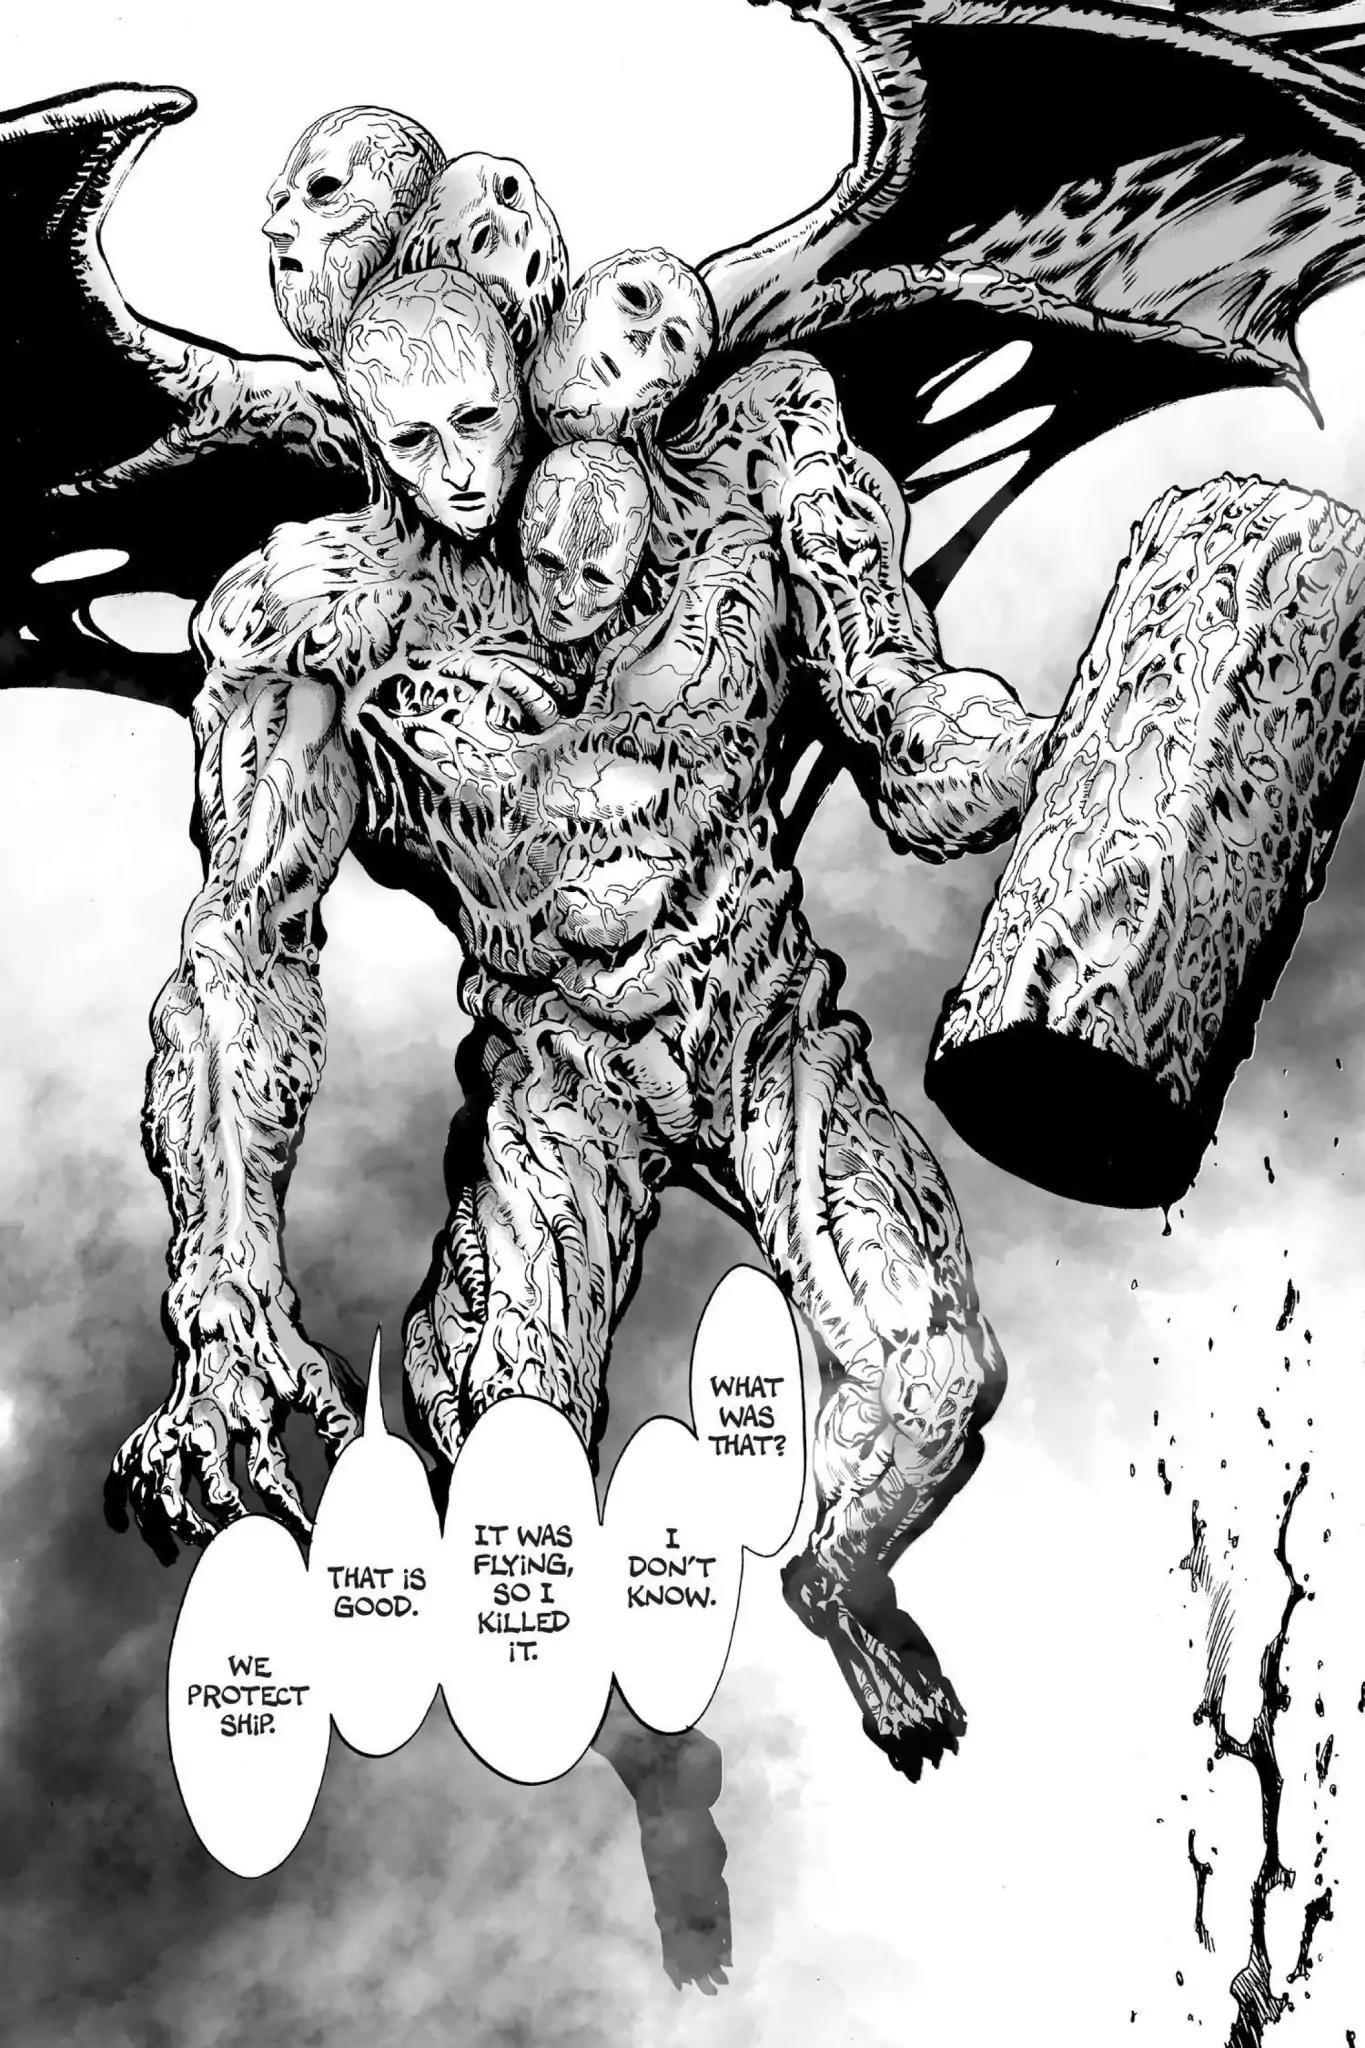 WHAT
WAS
THAT?
I
DON'T
KNOW.
IT WAS
FLYING,
SO I
KILLED
IT.
THAT IS
GOOD.
WE
PROTECT
SHIP.